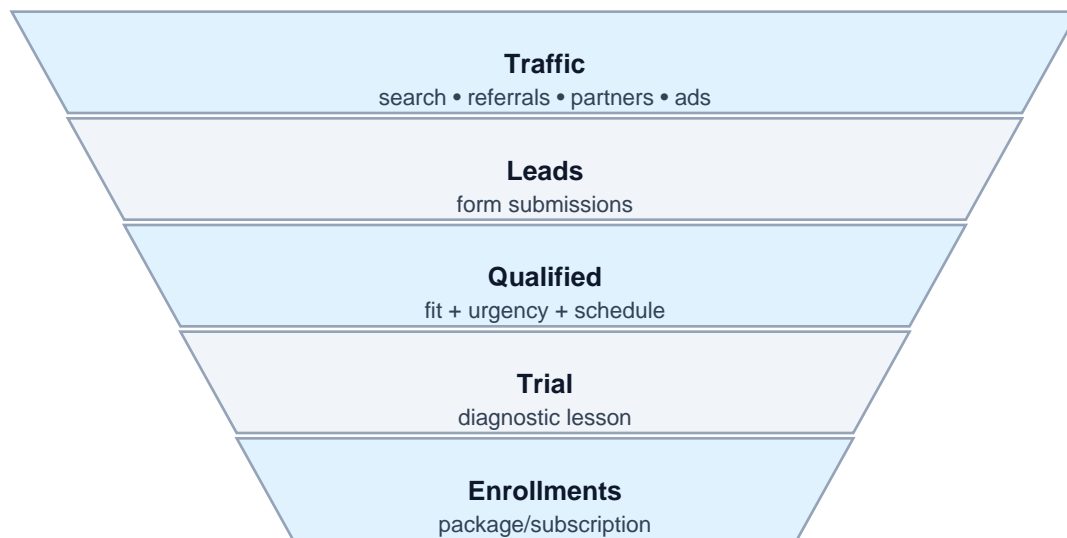 Traffic
search • referrals • partners • ads
Leads
form submissions
Qualified
fit + urgency + schedule
Trial
diagnostic lesson
Enrollments
package/subscription